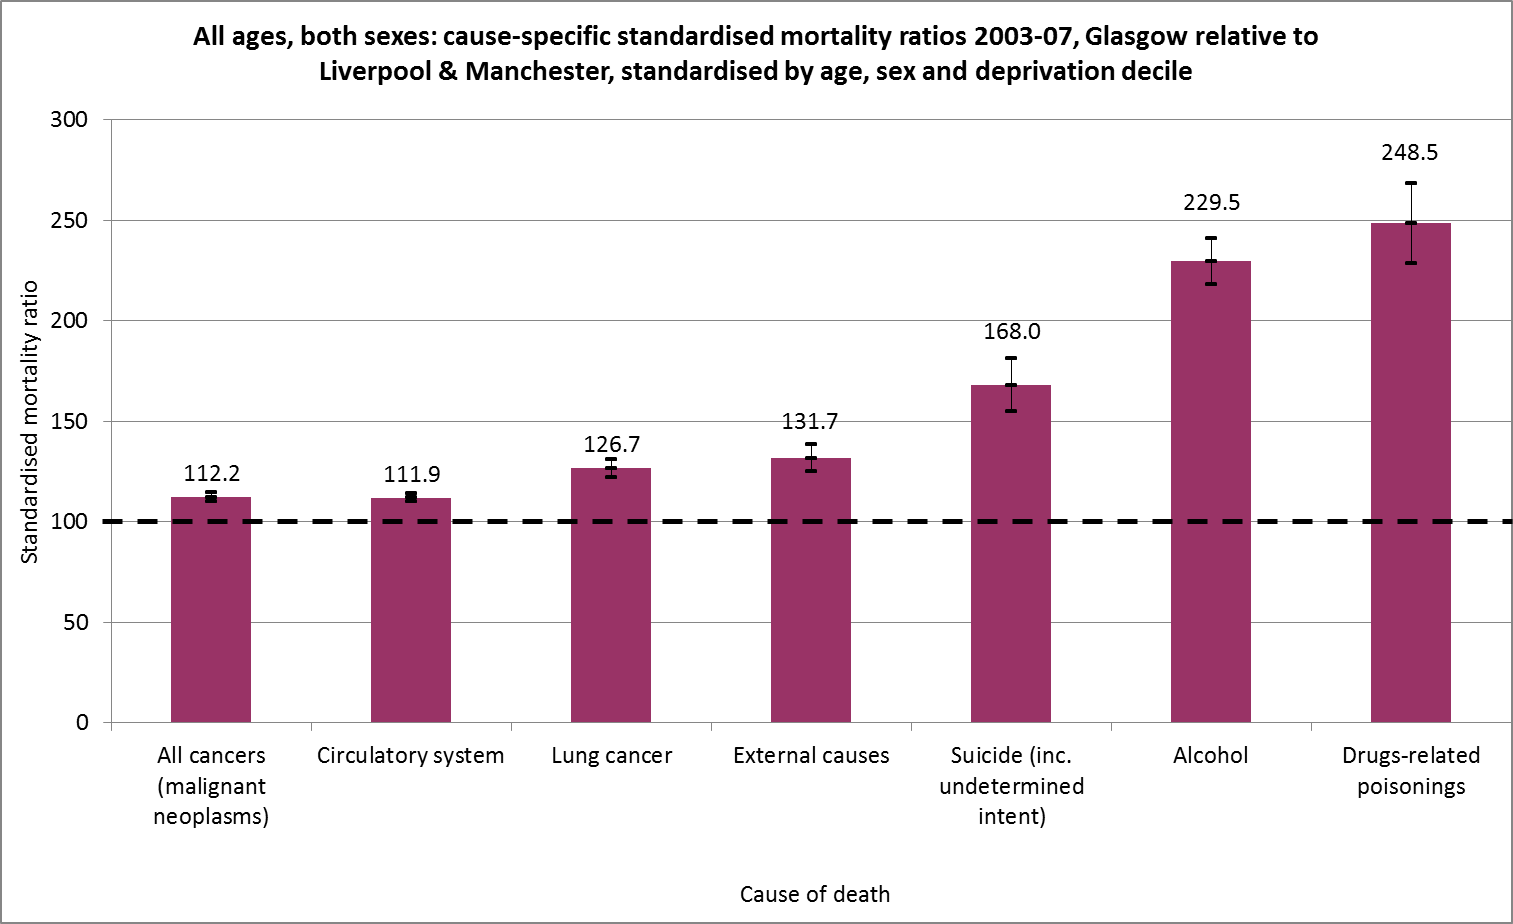 All ages, both sexes: cause-specific standardised mortality ratios 2003-07, Glasgow relative to
Liverpool & Manchester, standardised by age, sex and deprivation decile
Standardised mortality ratio
300
250
200
150
100
50
0
112.2
111.9
126.7
131.7
168.0
229.5
248.5
All cancers
(malignant
neoplasms)
Circulatory system
Lung cancer
External causes
Suicide (inc.
undetermined
intent)
Alcohol
Drugs-related
poisonings
Cause of death